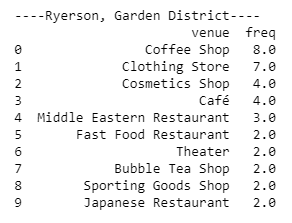 ----Ryerson, Garden District----
venue freq
0 Coffee Shop 8.0
1 Clothing Store 7.0
2 Cosmetics Shop 4.0
3 Café 4.0
4 Middle Eastern Restaurant 3.0
5 Fast Food Restaurant 2.0
6 Theater 2.0
7 Bubble Tea Shop 2.0
8 Sporting Goods Shop 2.0
9 Japanese Restaurant 2.0